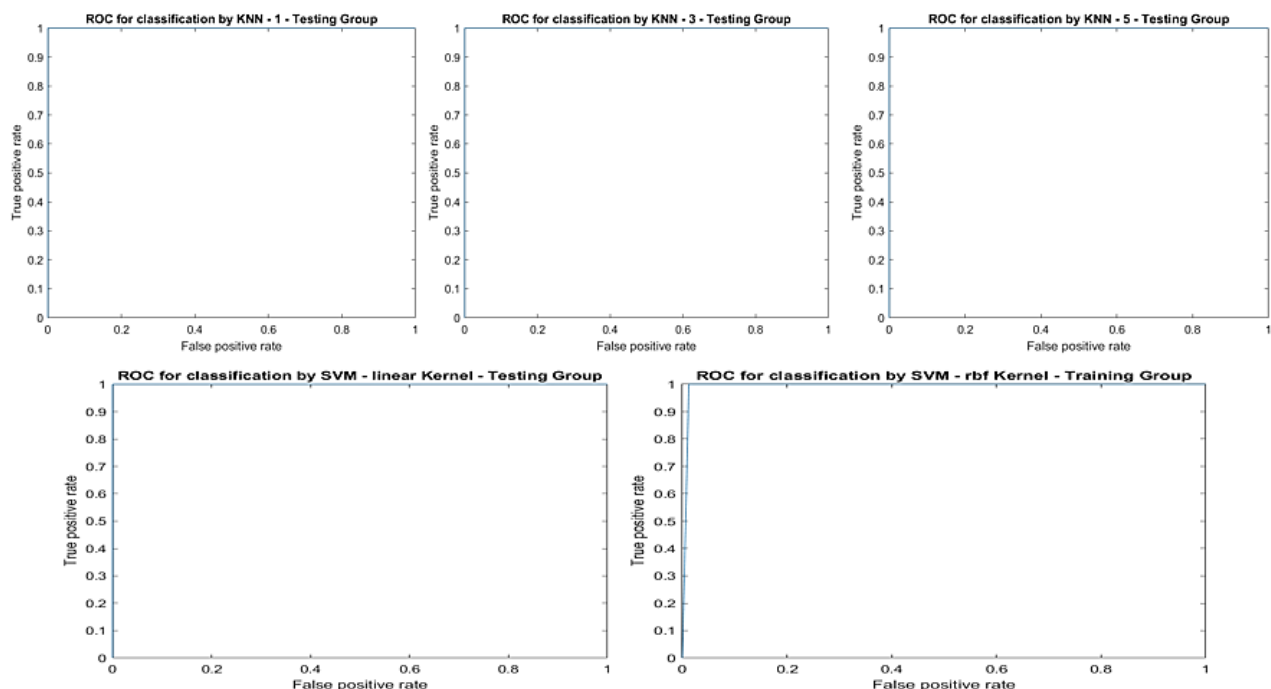 ROC for classification by KNN - 1 - Testing Group
1
0.9
0.8
0.7
0.6
0.5
0.4
0.3
0.2
0.1
0
True positive rate
0 0.2 0.4 0.6 0.8 1
False positive rate
ROC for classification by KNN - 3 - Testing Group
1
0.9
0.8
0.7
0.6
0.5
0.4
0.3
0.2
0.1
0
True positive rate
0 0.2 0.4 0.6 0.8 1
False positive rate
ROC for classification by KNN - 5 - Testing Group
1
0.9
0.8
0.7
0.6
0.5
0.4
0.3
0.2
0.1
0
True positive rate
0 0.2 0.4 0.6 0.8 1
False positive rate
ROC for classification by SVM - linear Kernel - Testing Group
1
0.9
0.8
0.7
0.6
0.5
0.4
0.3
0.2
0.1
0
True positive rate
0 0.2 0.4 0.6 0.8 1
False positive rate
ROC for classification by SVM - rbf Kernel - Training Group
1
0.9
0.8
0.7
0.6
0.5
0.4
0.3
0.2
0.1
0
True positive rate
0 0.2 0.4 0.6 0.8 1
False positive rate